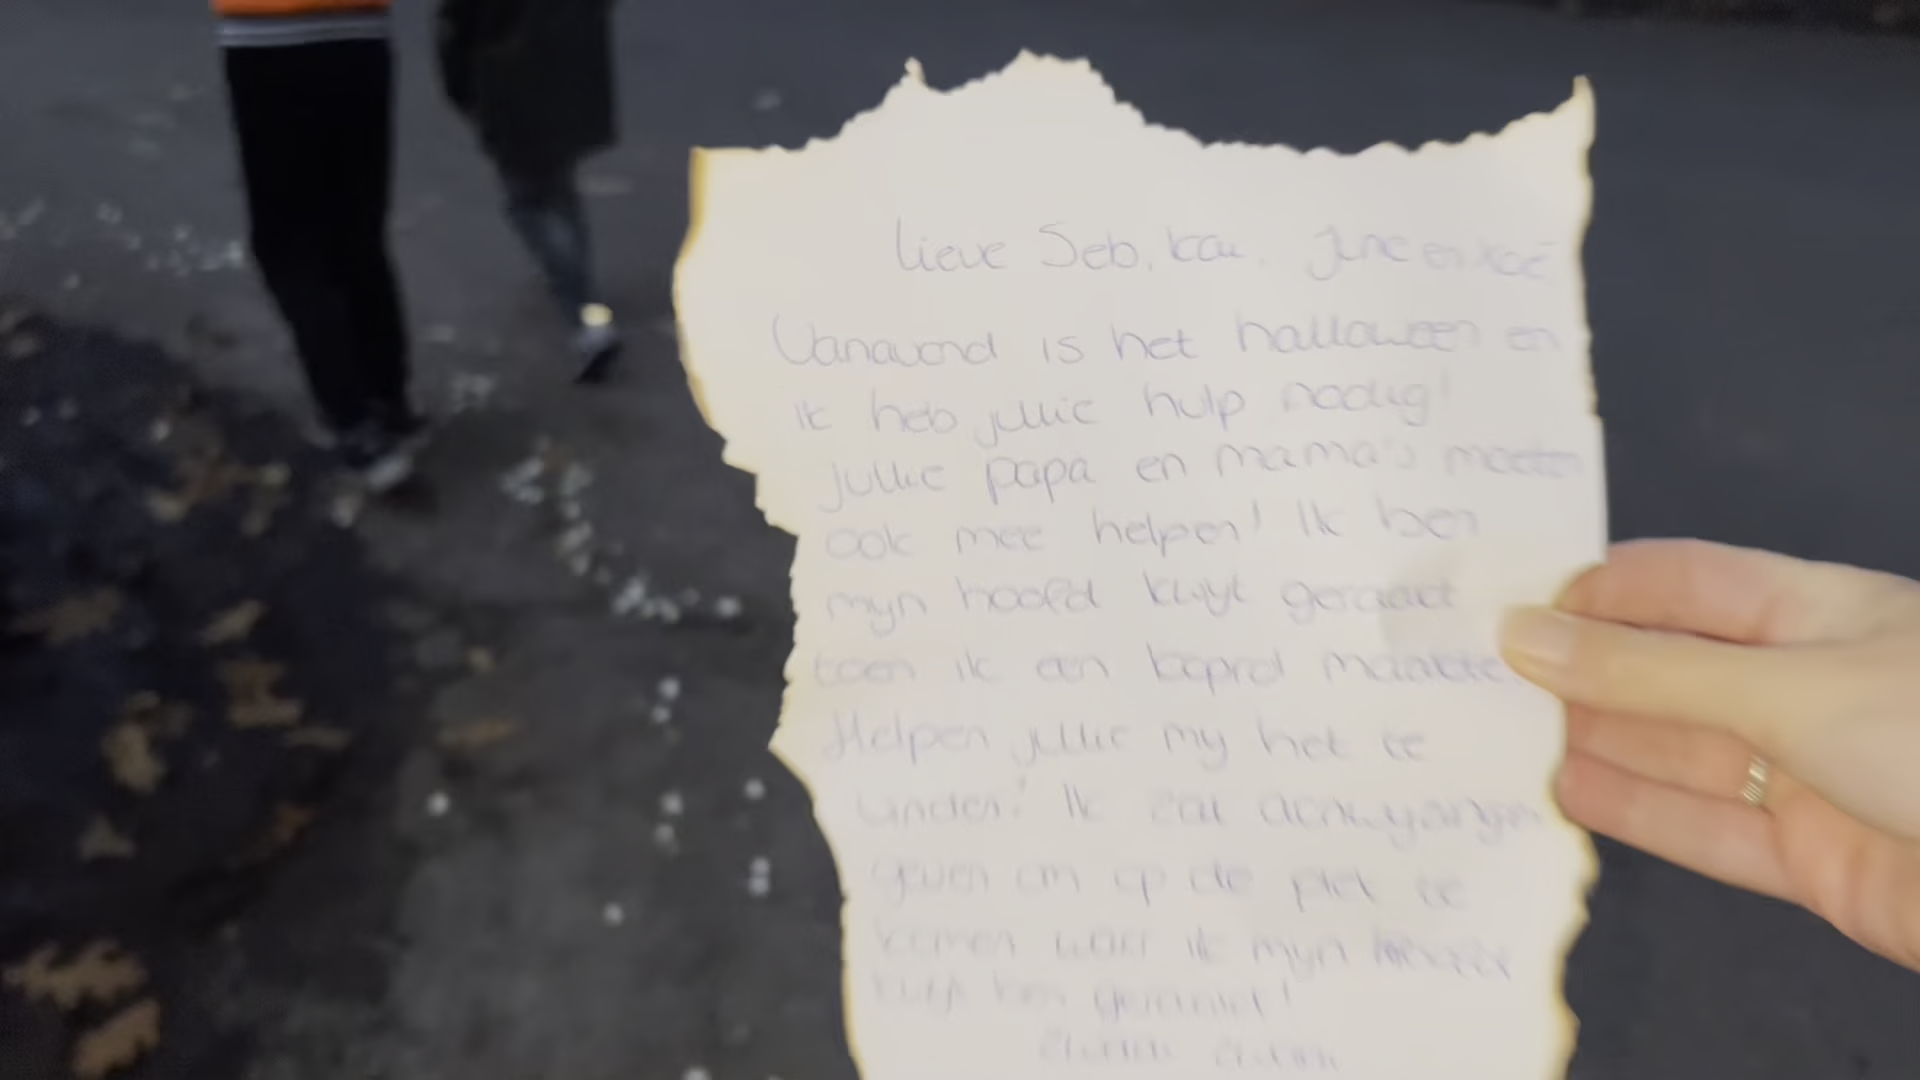 Lieve Seb, Kai, June en
Vanavond is het halloween en
ik heb jullie hulp nodig!
jullie papa en mama's moeten
ook mee helpen! Ik ben
mijn hoofd kwijt geraakt
toen ik een koprol maakte
Helpen jullie mij het te
vinden? Ik zal aanwijzingen
geven om op de plek te
komen waar ik mijn hoofd
kwijt ben geraakt!